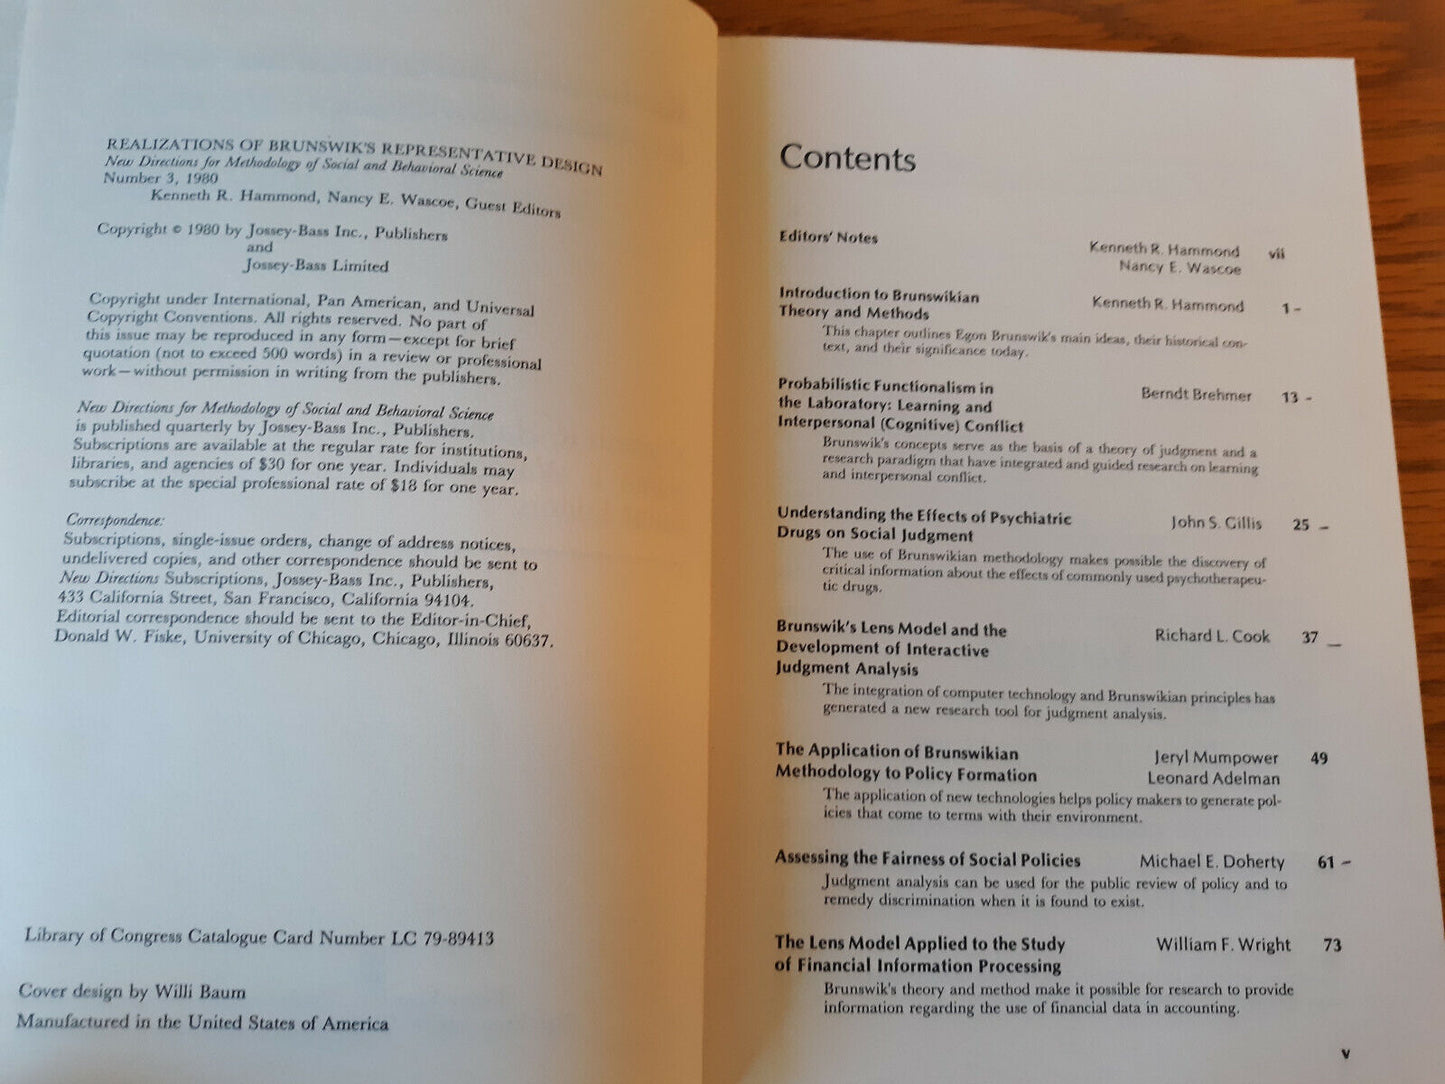 REALIZATIONS OF BRUNSWIK'S REPRESENTATIVE DESIGN
New Directions for Methodology of Social and Behavioral Science
Number 3, 1980
Kenneth R. Hammond, Nancy E. Wascoe, Guest Editors
Copyright © 1980 by Jossey-Bass Inc., Publishers
and
Jossey-Bass Limited
Copyright under International, Pan American, and Universal
Copyright Conventions. All rights reserved. No part of
this issue may be reproduced in any form—except for brief
quotation (not to exceed 500 words) in a review or professional
work—without permission in writing from the publishers.
New Directions for Methodology of Social and Behavioral Science
is published quarterly by Jossey-Bass Inc., Publishers.
Subscriptions are available at the regular rate for institutions,
libraries, and agencies of $30 for one year. Individuals may
subscribe at the special professional rate of $18 for one year.
Correspondence:
Subscriptions, single-issue orders, change of address notices,
undelivered copies, and other correspondence should be sent to
New Directions Subscriptions, Jossey-Bass Inc., Publishers,
433 California Street, San Francisco, California 94104.
Editorial correspondence should be sent to the Editor-in-Chief,
Donald W. Fiske, University of Chicago, Chicago, Illinois 60637.
Library of Congress Catalogue Card Number LC 79-89413
Cover design by Willi Baum
Manufactured in the United States of America
Contents
Editors' Notes Kenneth R. Hammond vii
Nancy E. Wascoe
Introduction to Brunswikian Kenneth R. Hammond 1 –
Theory and Methods
This chapter outlines Egon Brunswik's main ideas, their historical con-
text, and their significance today.
Probabilistic Functionalism in Berndt Brehmer 13 –
the Laboratory: Learning and
Interpersonal (Cognitive) Conflict
Brunswik's concepts serve as the basis of a theory of judgment and a
research paradigm that have integrated and guided research on learning
and interpersonal conflict.
Understanding the Effects of Psychiatric John S. Gillis 25 –
Drugs on Social Judgment
The use of Brunswikian methodology makes possible the discovery of
critical information about the effects of commonly used psychotherapeu-
tic drugs.
Brunswik's Lens Model and the Richard L. Cook 37 –
Development of Interactive
Judgment Analysis
The integration of computer technology and Brunswikian principles has
generated a new research tool for judgment analysis.
The Application of Brunswikian Jeryl Mumpower 49
Methodology to Policy Formation Leonard Adelman
The application of new technologies helps policy makers to generate pol-
icies that come to terms with their environment.
Assessing the Fairness of Social Policies Michael E. Doherty 61 –
Judgment analysis can be used for the public review of policy and to
remedy discrimination when it is found to exist.
The Lens Model Applied to the Study William F. Wright 73
of Financial Information Processing
Brunswik's theory and method make it possible for research to provide
information regarding the use of financial data in accounting.
v